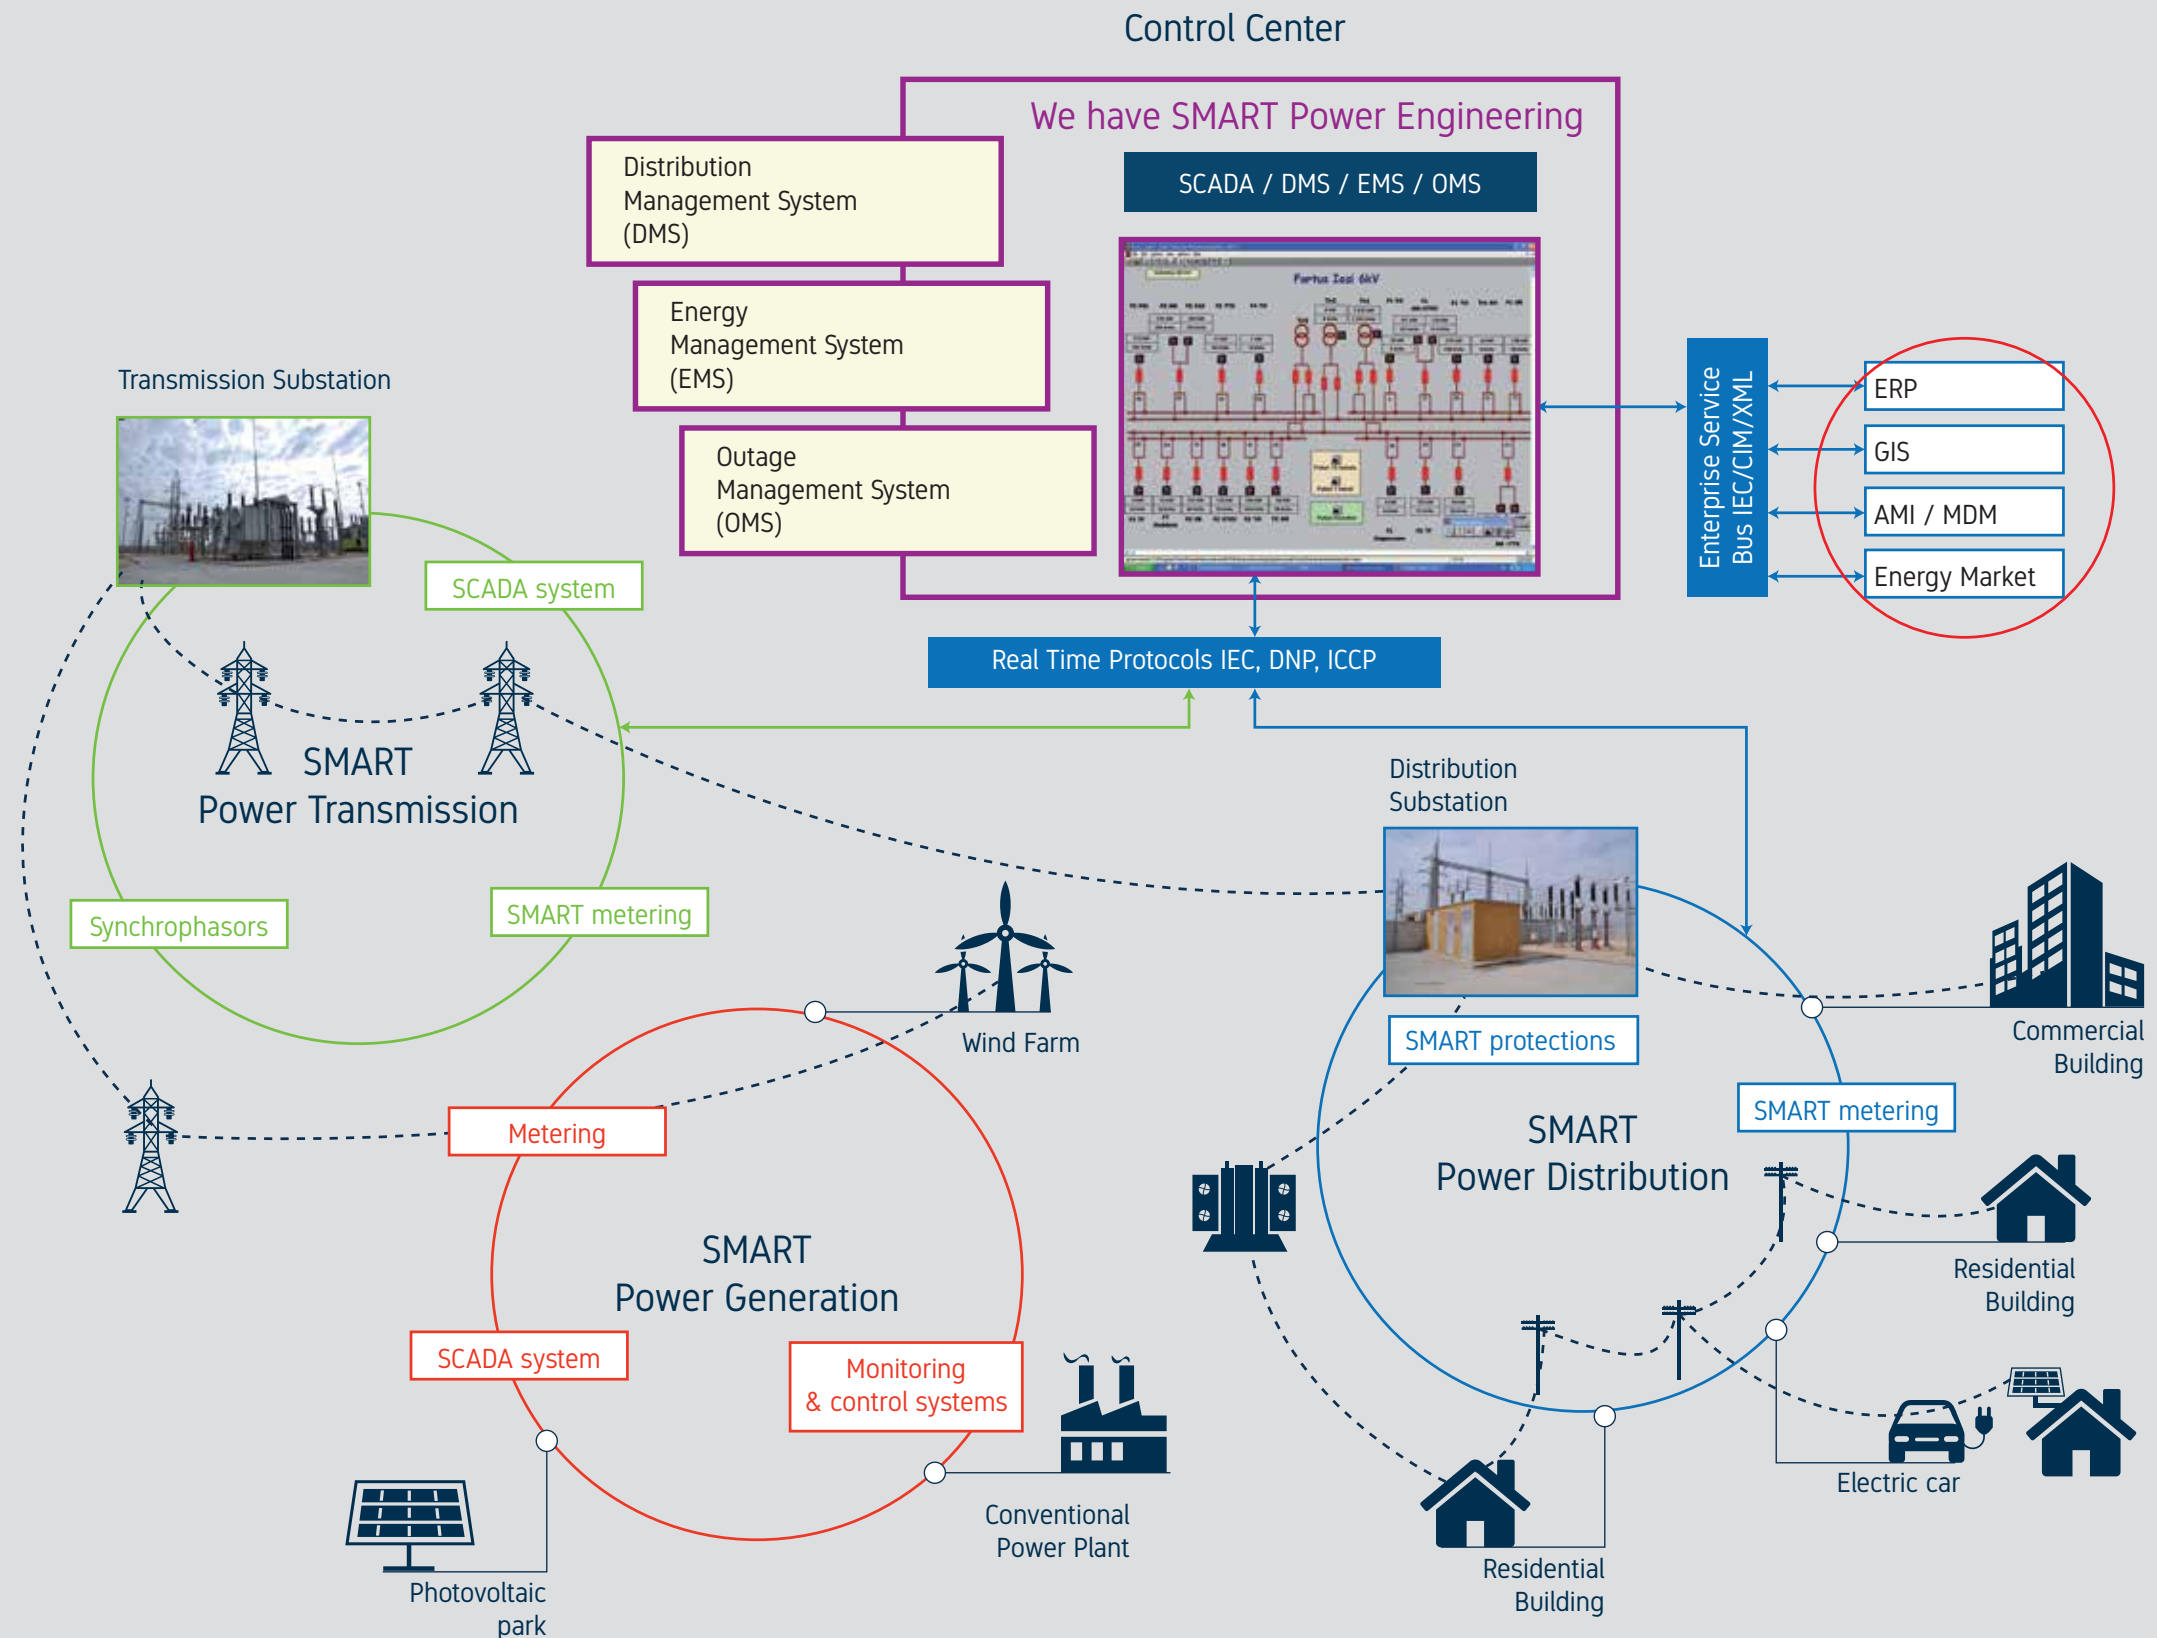 Control Center
We have SMART Power Engineering
SCADA / DMS / EMS / OMS
Distribution
Management System
(DMS)
Energy
Management System
(EMS)
Outage
Management System
(OMS)
Fortus Iasi 6kV
Enterprise Service
Bus IEC/CIM/XML
ERP
GIS
AMI / MDM
Energy Market
Real Time Protocols IEC, DNP, ICCP
Transmission Substation
SCADA system
SMART
Power Transmission
Synchrophasors
SMART metering
Distribution
Substation
SMART protections
SMART metering
SMART
Power Distribution
Commercial
Building
Residential
Building
Electric car
Residential
Building
Wind Farm
Metering
SMART
Power Generation
SCADA system
Monitoring
& control systems
Conventional
Power Plant
Photovoltaic
park